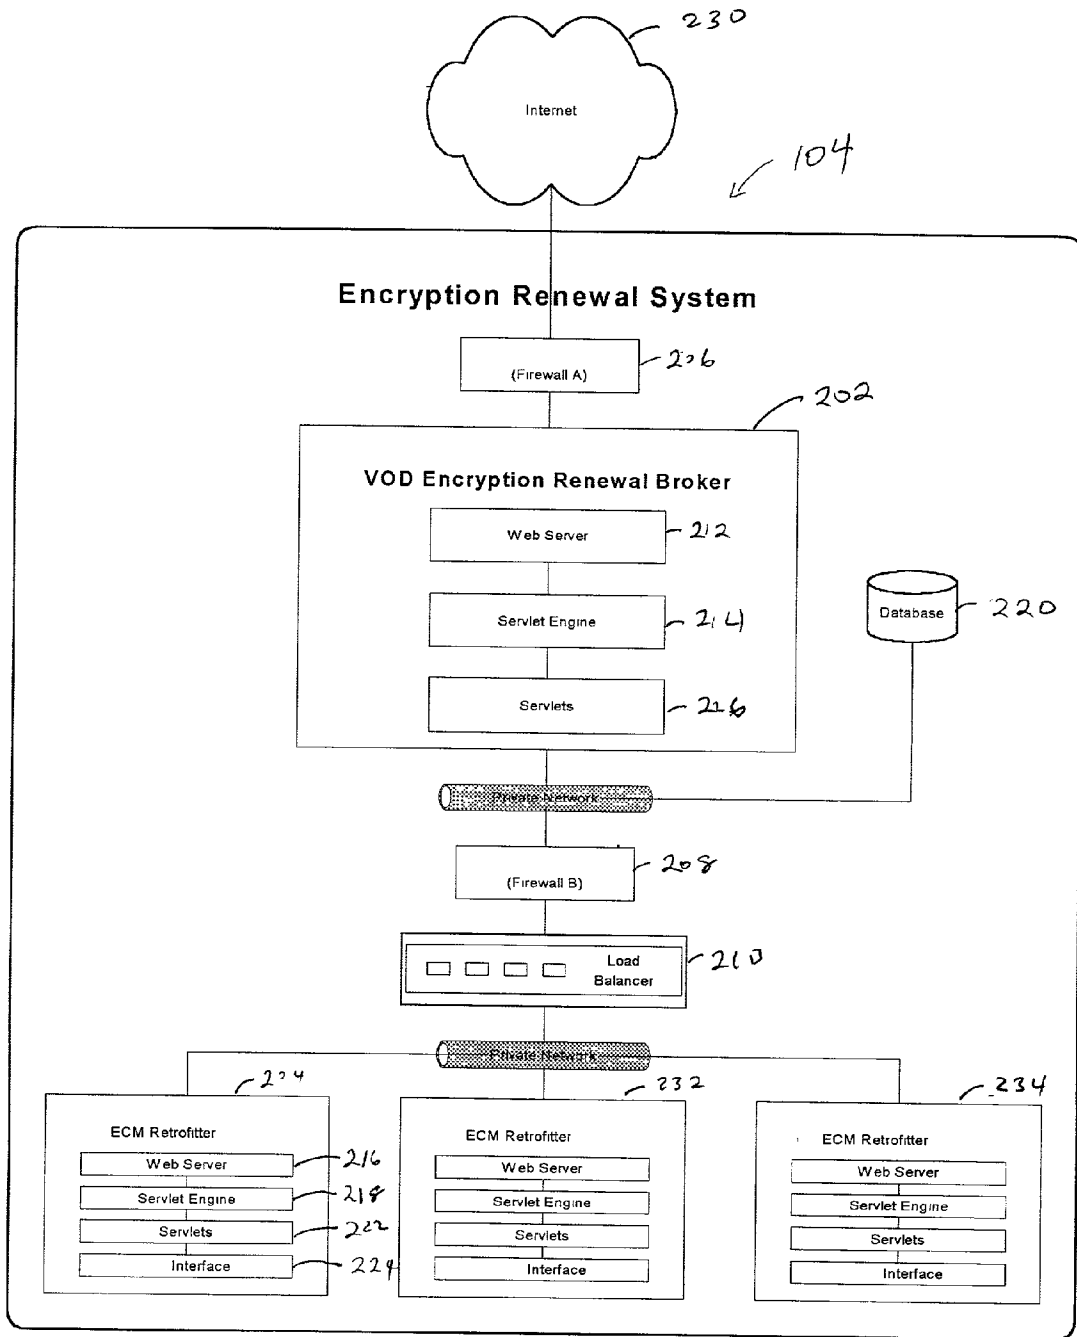 230
Internet
104
Encryption Renewal System
(Firewall A)
206
202
VOD Encryption Renewal Broker
Web Server
212
Servlet Engine
214
Servlets
226
Database
220
Private Network
(Firewall B)
208
Load
Balancer
210
Private Network
204
232
234
ECM Retrofitter
Web Server
216
Servlet Engine
218
Servlets
222
Interface
224
ECM Retrofitter
Web Server
Servlet Engine
Servlets
Interface
ECM Retrofitter
Web Server
Servlet Engine
Servlets
Interface